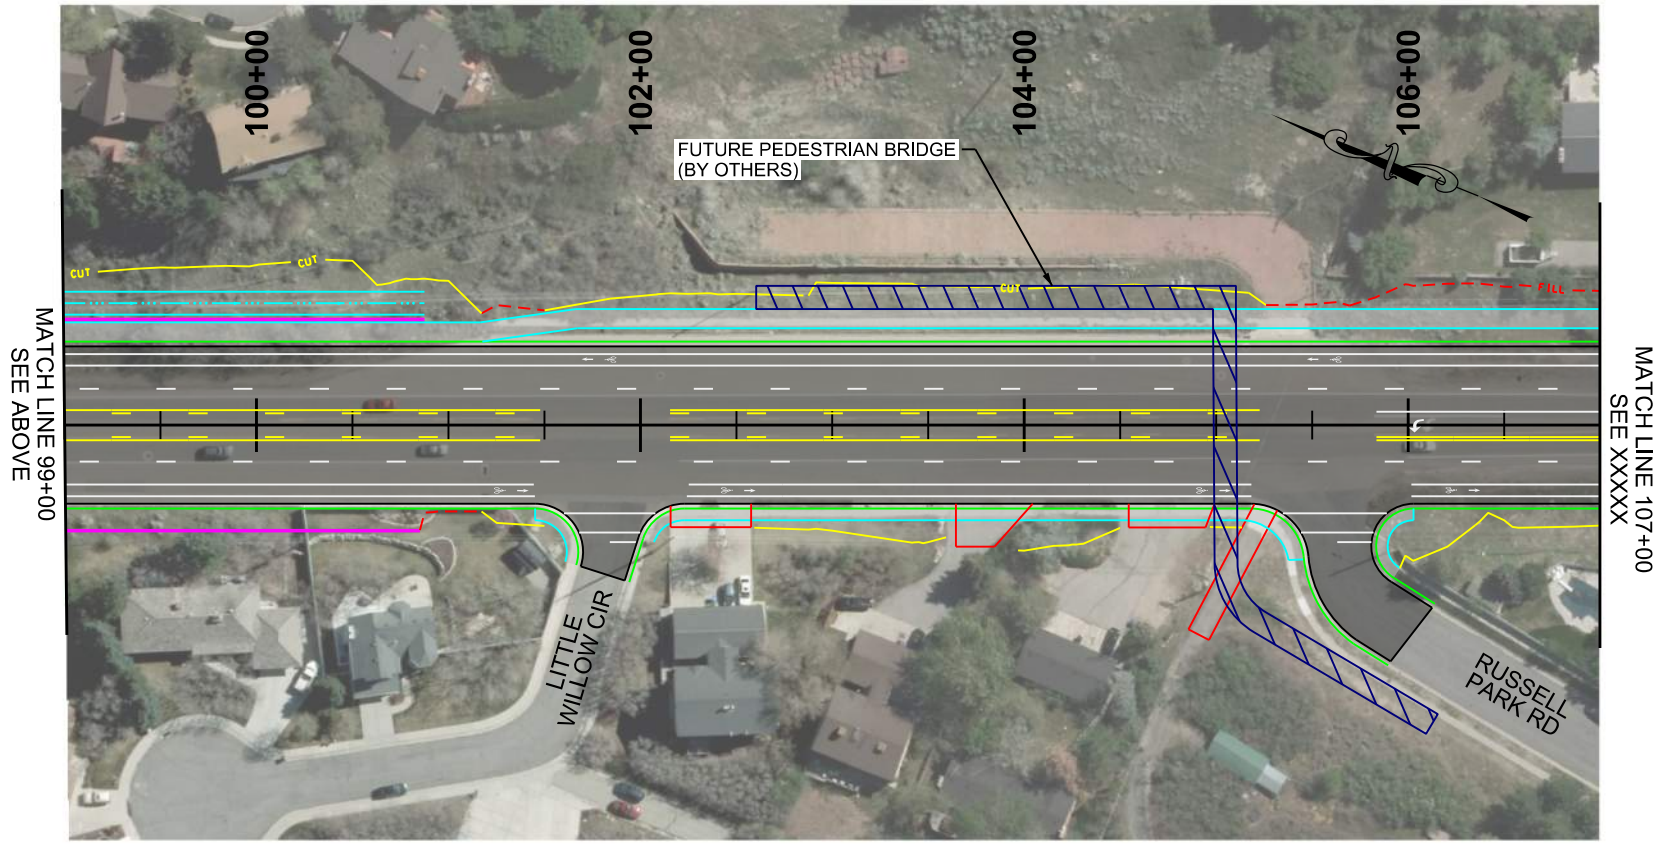 100+00
102+00
104+00
106+00
FUTURE PEDESTRIAN BRIDGE
(BY OTHERS)
CUT
CUT
CUT
FILL
MATCH LINE 99+00
SEE ABOVE
MATCH LINE 107+00
SEE XXXXX
LITTLE
WILLOW CIR
RUSSELL
PARK RD